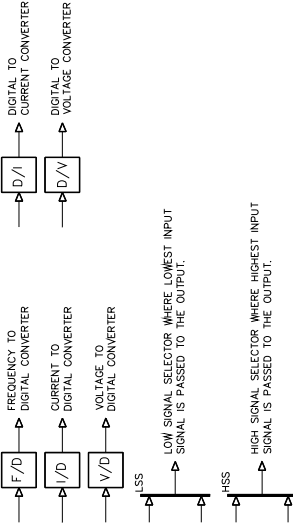 F/D
FREQUENCY TO
DIGITAL CONVERTER
I/D
CURRENT TO
DIGITAL CONVERTER
V/D
VOLTAGE TO
DIGITAL CONVERTER
LSS
LOW SIGNAL SELECTOR WHERE LOWEST INPUT
SIGNAL IS PASSED TO THE OUTPUT.
HSS
HIGH SIGNAL SELECTOR WHERE HIGHEST INPUT
SIGNAL IS PASSED TO THE OUTPUT.
D/I
DIGITAL TO
CURRENT CONVERTER
D/V
DIGITAL TO
VOLTAGE CONVERTER